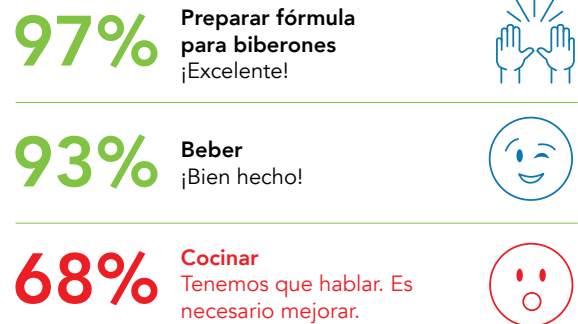 97%
Preparar fórmula
para biberones
¡Excelente!
93%
Beber
¡Bien hecho!
68%
Cocinar
Tenemos que hablar. Es
necesario mejorar.